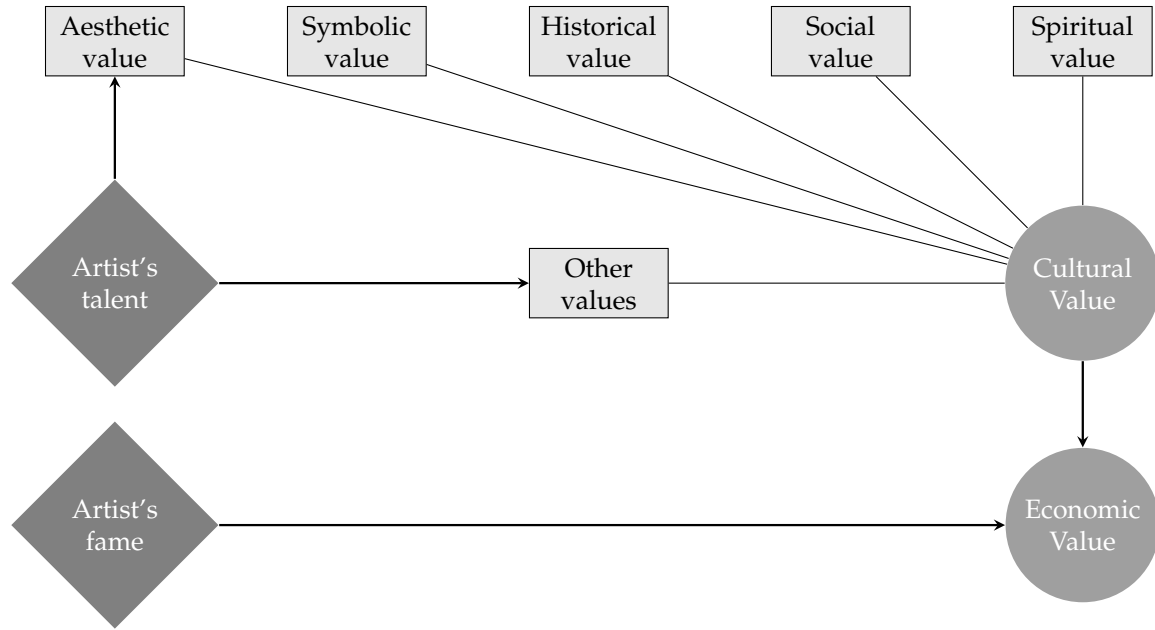 Aesthetic
value
Symbolic
value
Historical
value
Social
value
Spiritual
value
Artist's
talent
Other
values
Cultural
Value
Artist's
fame
Economic
Value